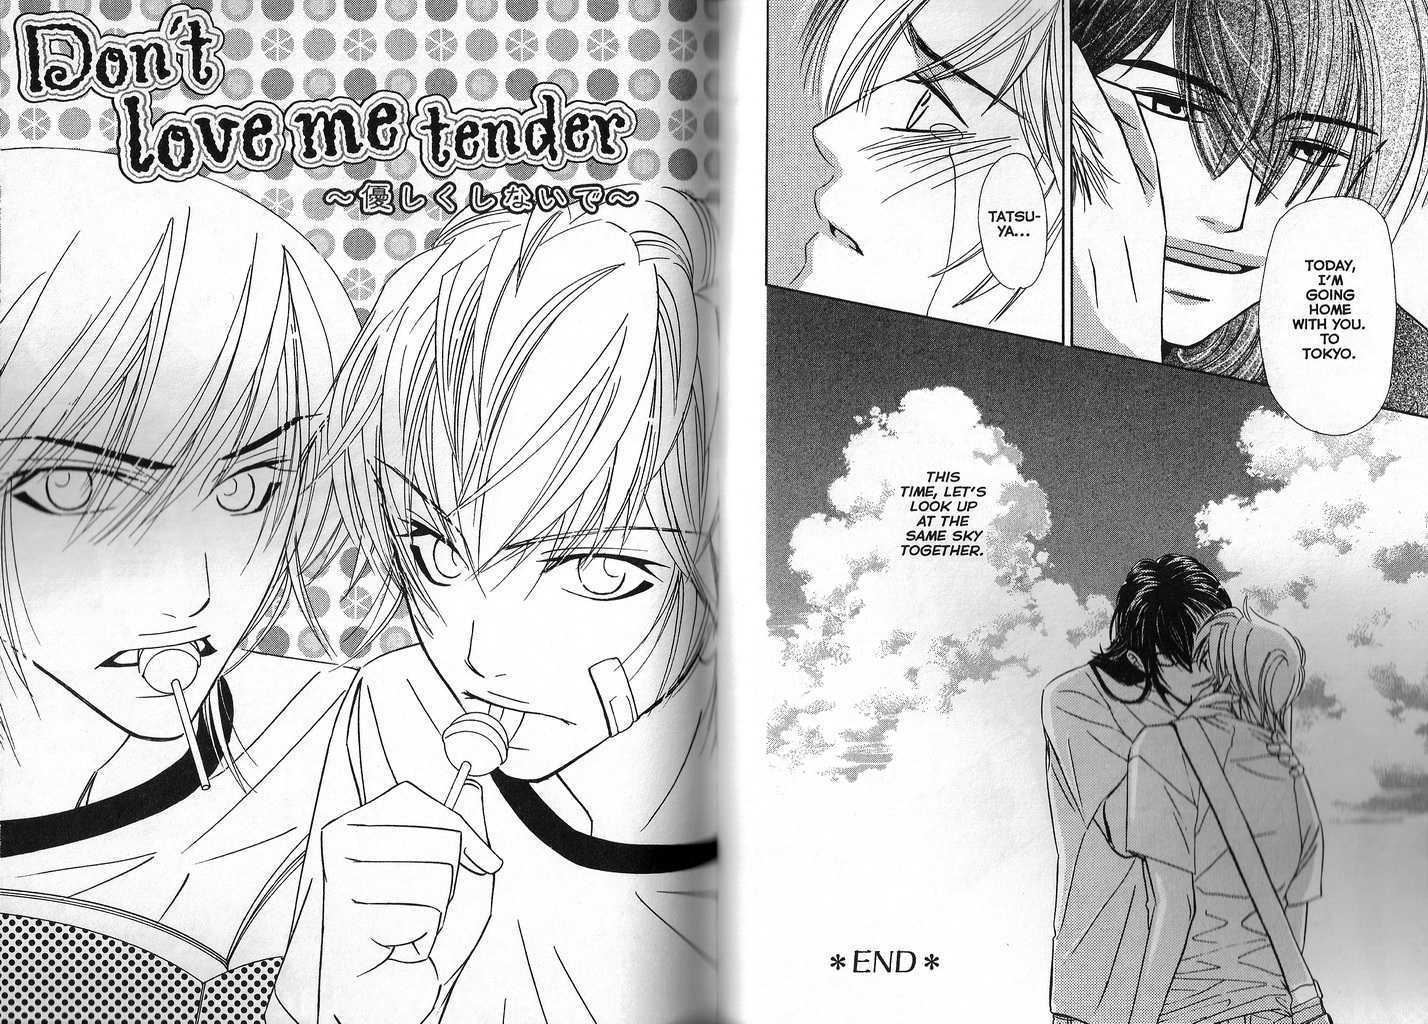 TODAY,
I'M
GOING
HOME
WITH YOU.
TO
TOKYO.
TATSU-
YA...
THIS
TIME, LET'S
LOOK UP
AT THE
SAME SKY
TOGETHER.
*END*
Don't
love me tender
～優しくしないで～